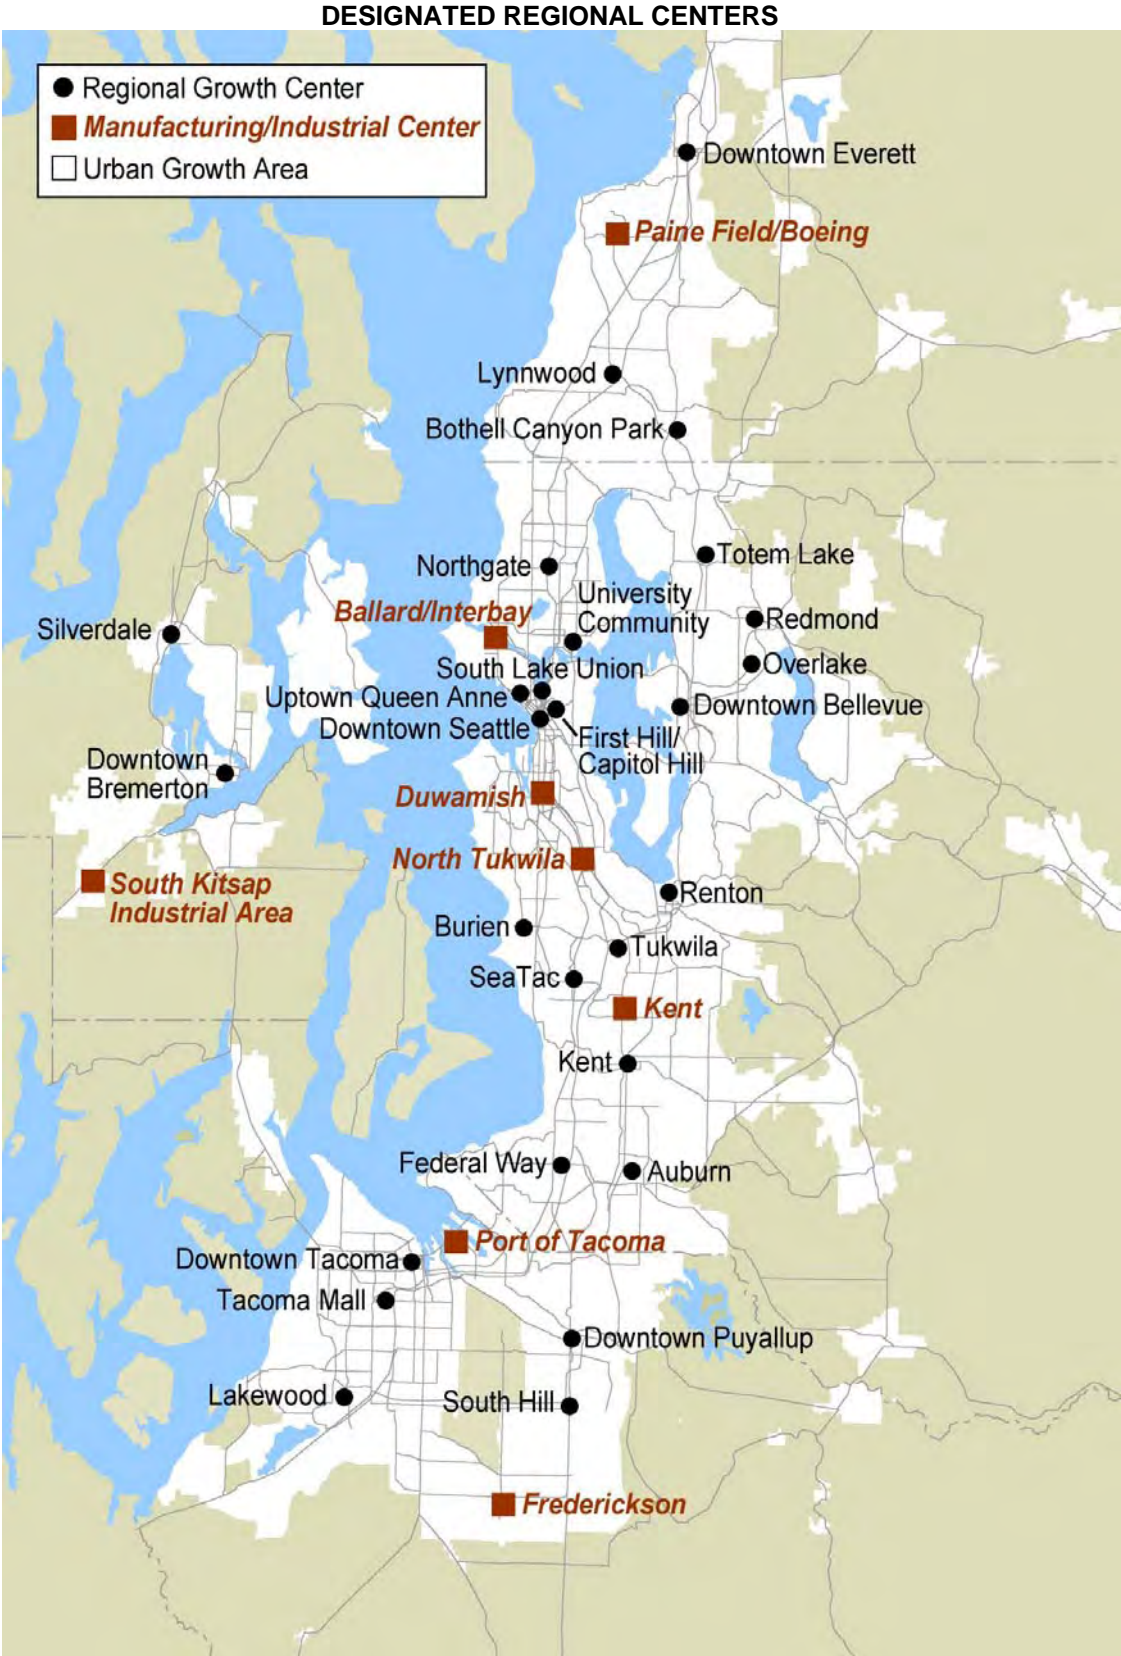 DESIGNATED REGIONAL CENTERS
Regional Growth Center
Manufacturing/Industrial Center
Urban Growth Area
Downtown Everett
Paine Field/Boeing
Lynnwood
Bothell Canyon Park
Totem Lake
Northgate
University
Community
Ballard/Interbay
Redmond
Silverdale
Overlake
South Lake Union
Uptown Queen Anne
Downtown Bellevue
Downtown Seattle
First Hill/
Capitol Hill
Downtown
Bremerton
Duwamish
North Tukwila
South Kitsap
Industrial Area
Renton
Burien
Tukwila
SeaTac
Kent
Kent
Federal Way
Auburn
Port of Tacoma
Downtown Tacoma
Tacoma Mall
Downtown Puyallup
Lakewood
South Hill
Frederickson